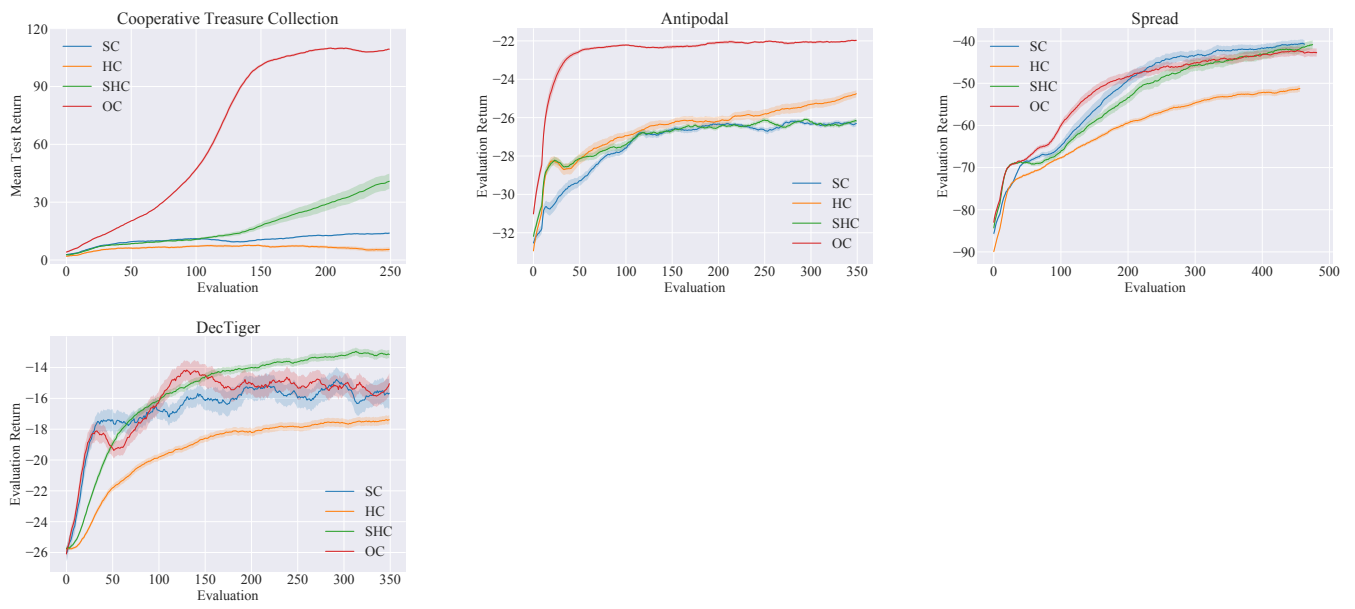 Cooperative Treasure Collection
120
90
60
30
0
Mean Test Return
SC
HC
SHC
OC
0 50 100 150 200 250
Evaluation
Antipodal
−22
−24
−26
−28
−30
−32
Evaluation Return
SC
HC
SHC
OC
0 50 100 150 200 250 300 350
Evaluation
Spread
−40
−50
−60
−70
−80
−90
Evaluation Return
SC
HC
SHC
OC
0 100 200 300 400 500
Evaluation
DecTiger
−14
−16
−18
−20
−22
−24
−26
Evaluation Return
SC
HC
SHC
OC
0 50 100 150 200 250 300 350
Evaluation